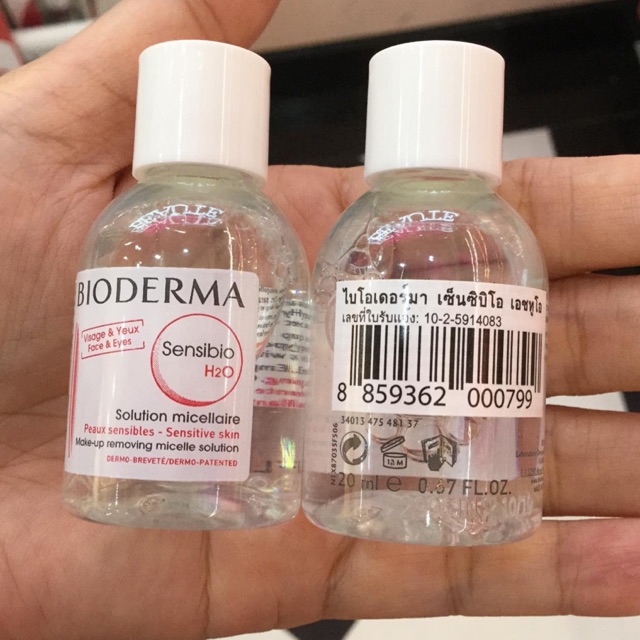 BIODERMA
Visage & Yeux
Face & Eyes
Sensibio
H2O
Solution micellaire
Peaux sensibles - Sensitive skin
Make-up removing micelle solution
DERMO-BREVETÉ/DERMO-PATENTED
ไบโอเดอร์มา เซ็นซิบิโอ เอชทูโอ
เลขที่ใบรับแจ้ง: 10-2-5914083
8 859362 000799
34013 475 481 37
12 M
20 ml e 0.67 FL.OZ.